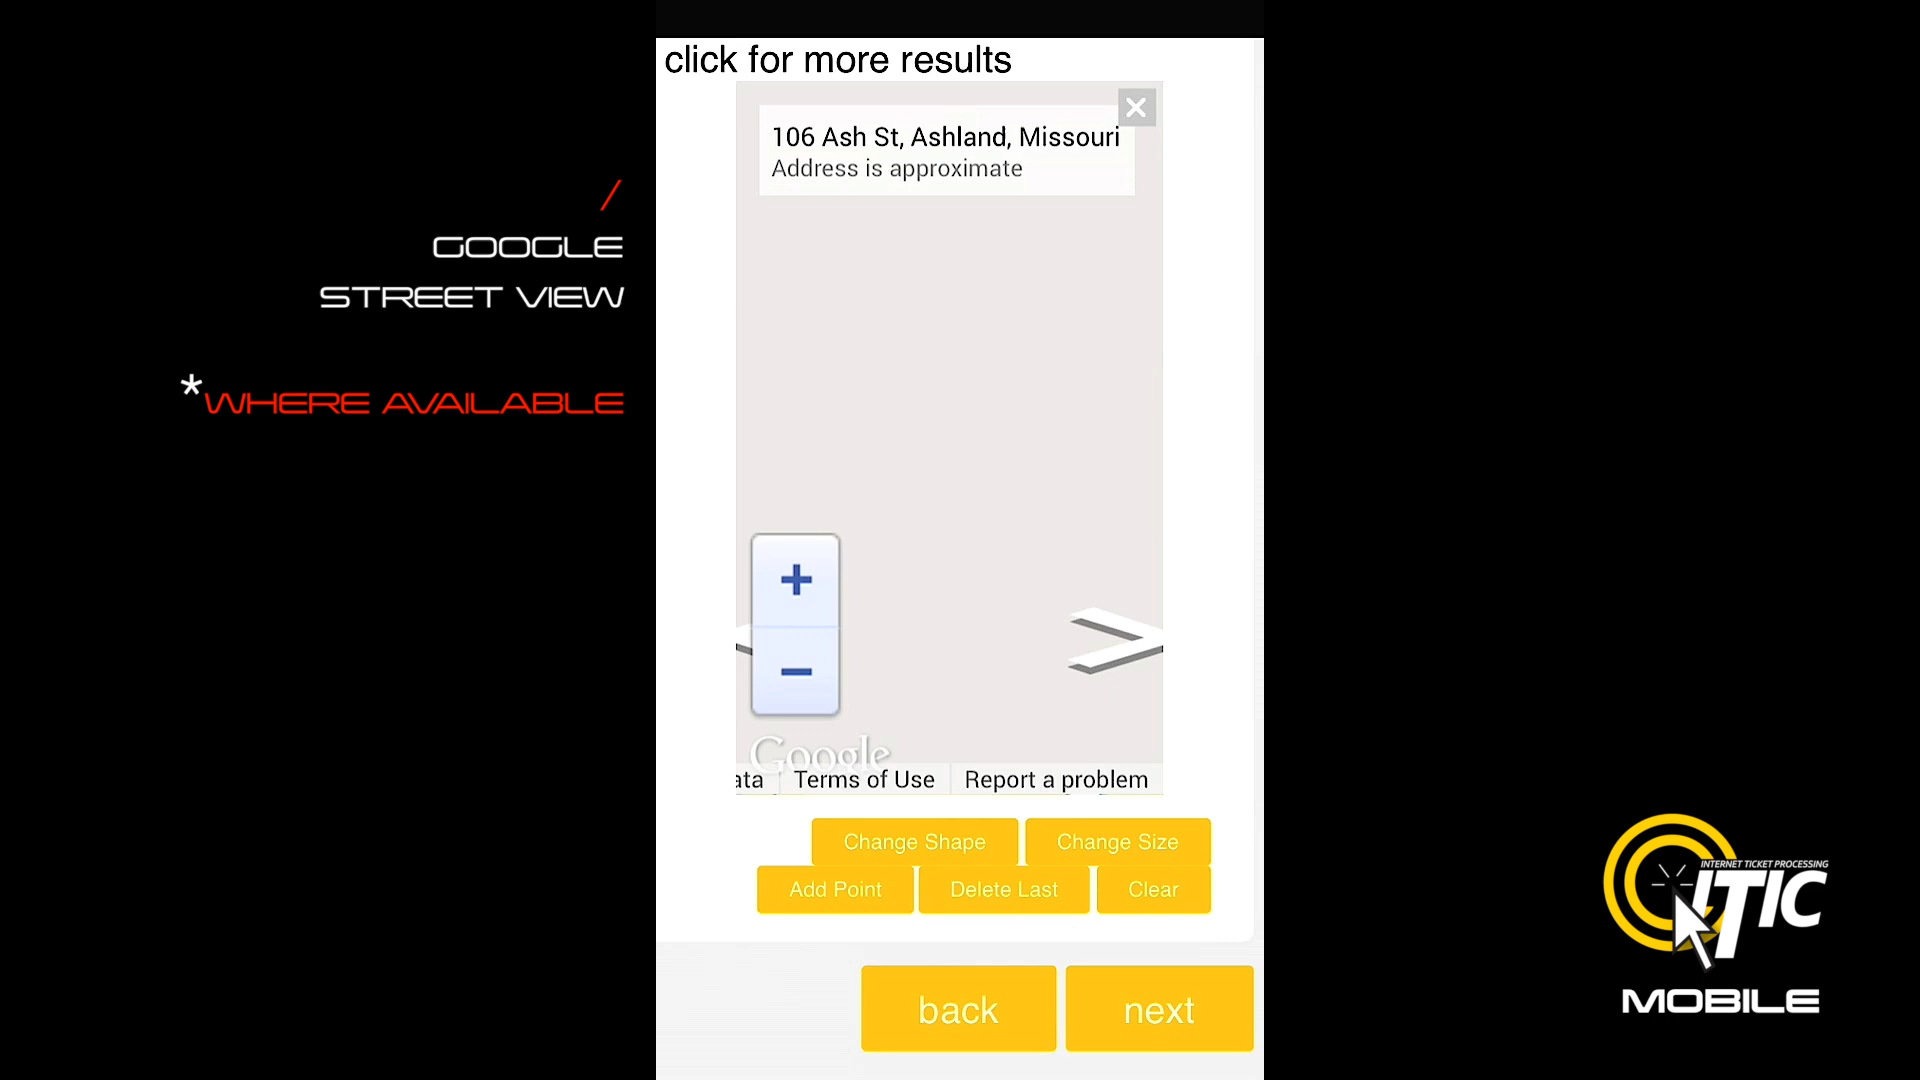 /
GOOGLE
STREET VIEW
*WHERE AVAILABLE
click for more results
106 Ash St, Ashland, Missouri
Address is approximate
+
−
Google
ata Terms of Use Report a problem
Change Shape Change Size
Add Point Delete Last Clear
back next
INTERNET TICKET PROCESSING
ITIC
MOBILE